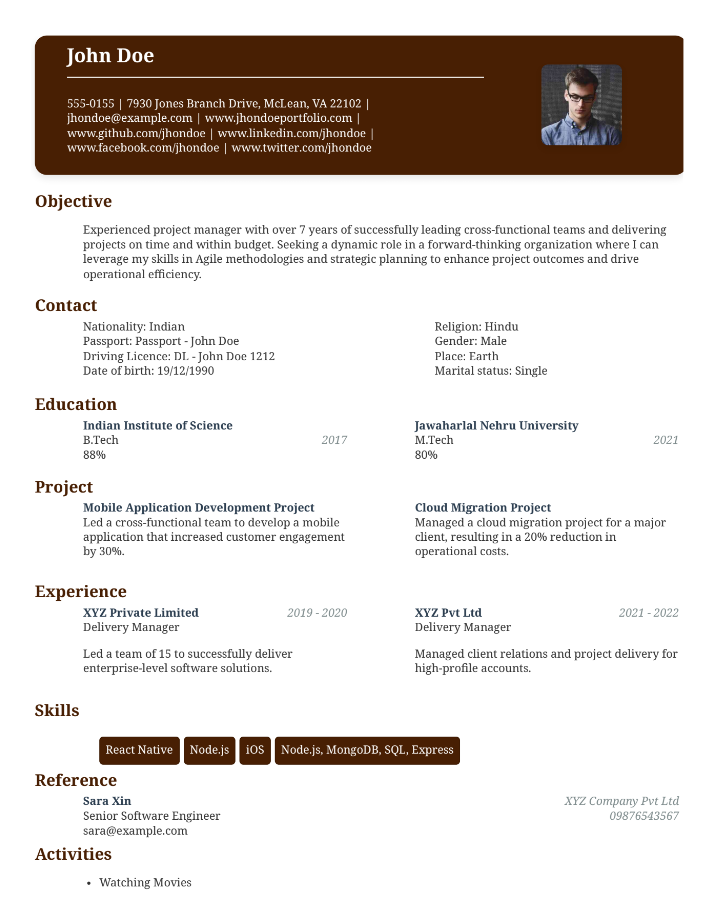 John Doe
555-0155 | 7930 Jones Branch Drive, McLean, VA 22102 |
jhondoe@example.com | www.jhondoeportfolio.com |
www.github.com/jhondoe | www.linkedin.com/jhondoe |
www.facebook.com/jhondoe | www.twitter.com/jhondoe
Objective
Experienced project manager with over 7 years of successfully leading cross-functional teams and delivering
projects on time and within budget. Seeking a dynamic role in a forward-thinking organization where I can
leverage my skills in Agile methodologies and strategic planning to enhance project outcomes and drive
operational efficiency.
Contact
Nationality: Indian
Passport: Passport - John Doe
Driving Licence: DL - John Doe 1212
Date of birth: 19/12/1990
Religion: Hindu
Gender: Male
Place: Earth
Marital status: Single
Education
Indian Institute of Science
B.Tech 2017
88%
Jawaharlal Nehru University
M.Tech 2021
80%
Project
Mobile Application Development Project
Led a cross-functional team to develop a mobile
application that increased customer engagement
by 30%.
Cloud Migration Project
Managed a cloud migration project for a major
client, resulting in a 20% reduction in
operational costs.
Experience
XYZ Private Limited 2019 - 2020
Delivery Manager
Led a team of 15 to successfully deliver
enterprise-level software solutions.
XYZ Pvt Ltd 2021 - 2022
Delivery Manager
Managed client relations and project delivery for
high-profile accounts.
Skills
React Native Node.js iOS Node.js, MongoDB, SQL, Express
Reference
Sara Xin XYZ Company Pvt Ltd
Senior Software Engineer 09876543567
sara@example.com
Activities
• Watching Movies